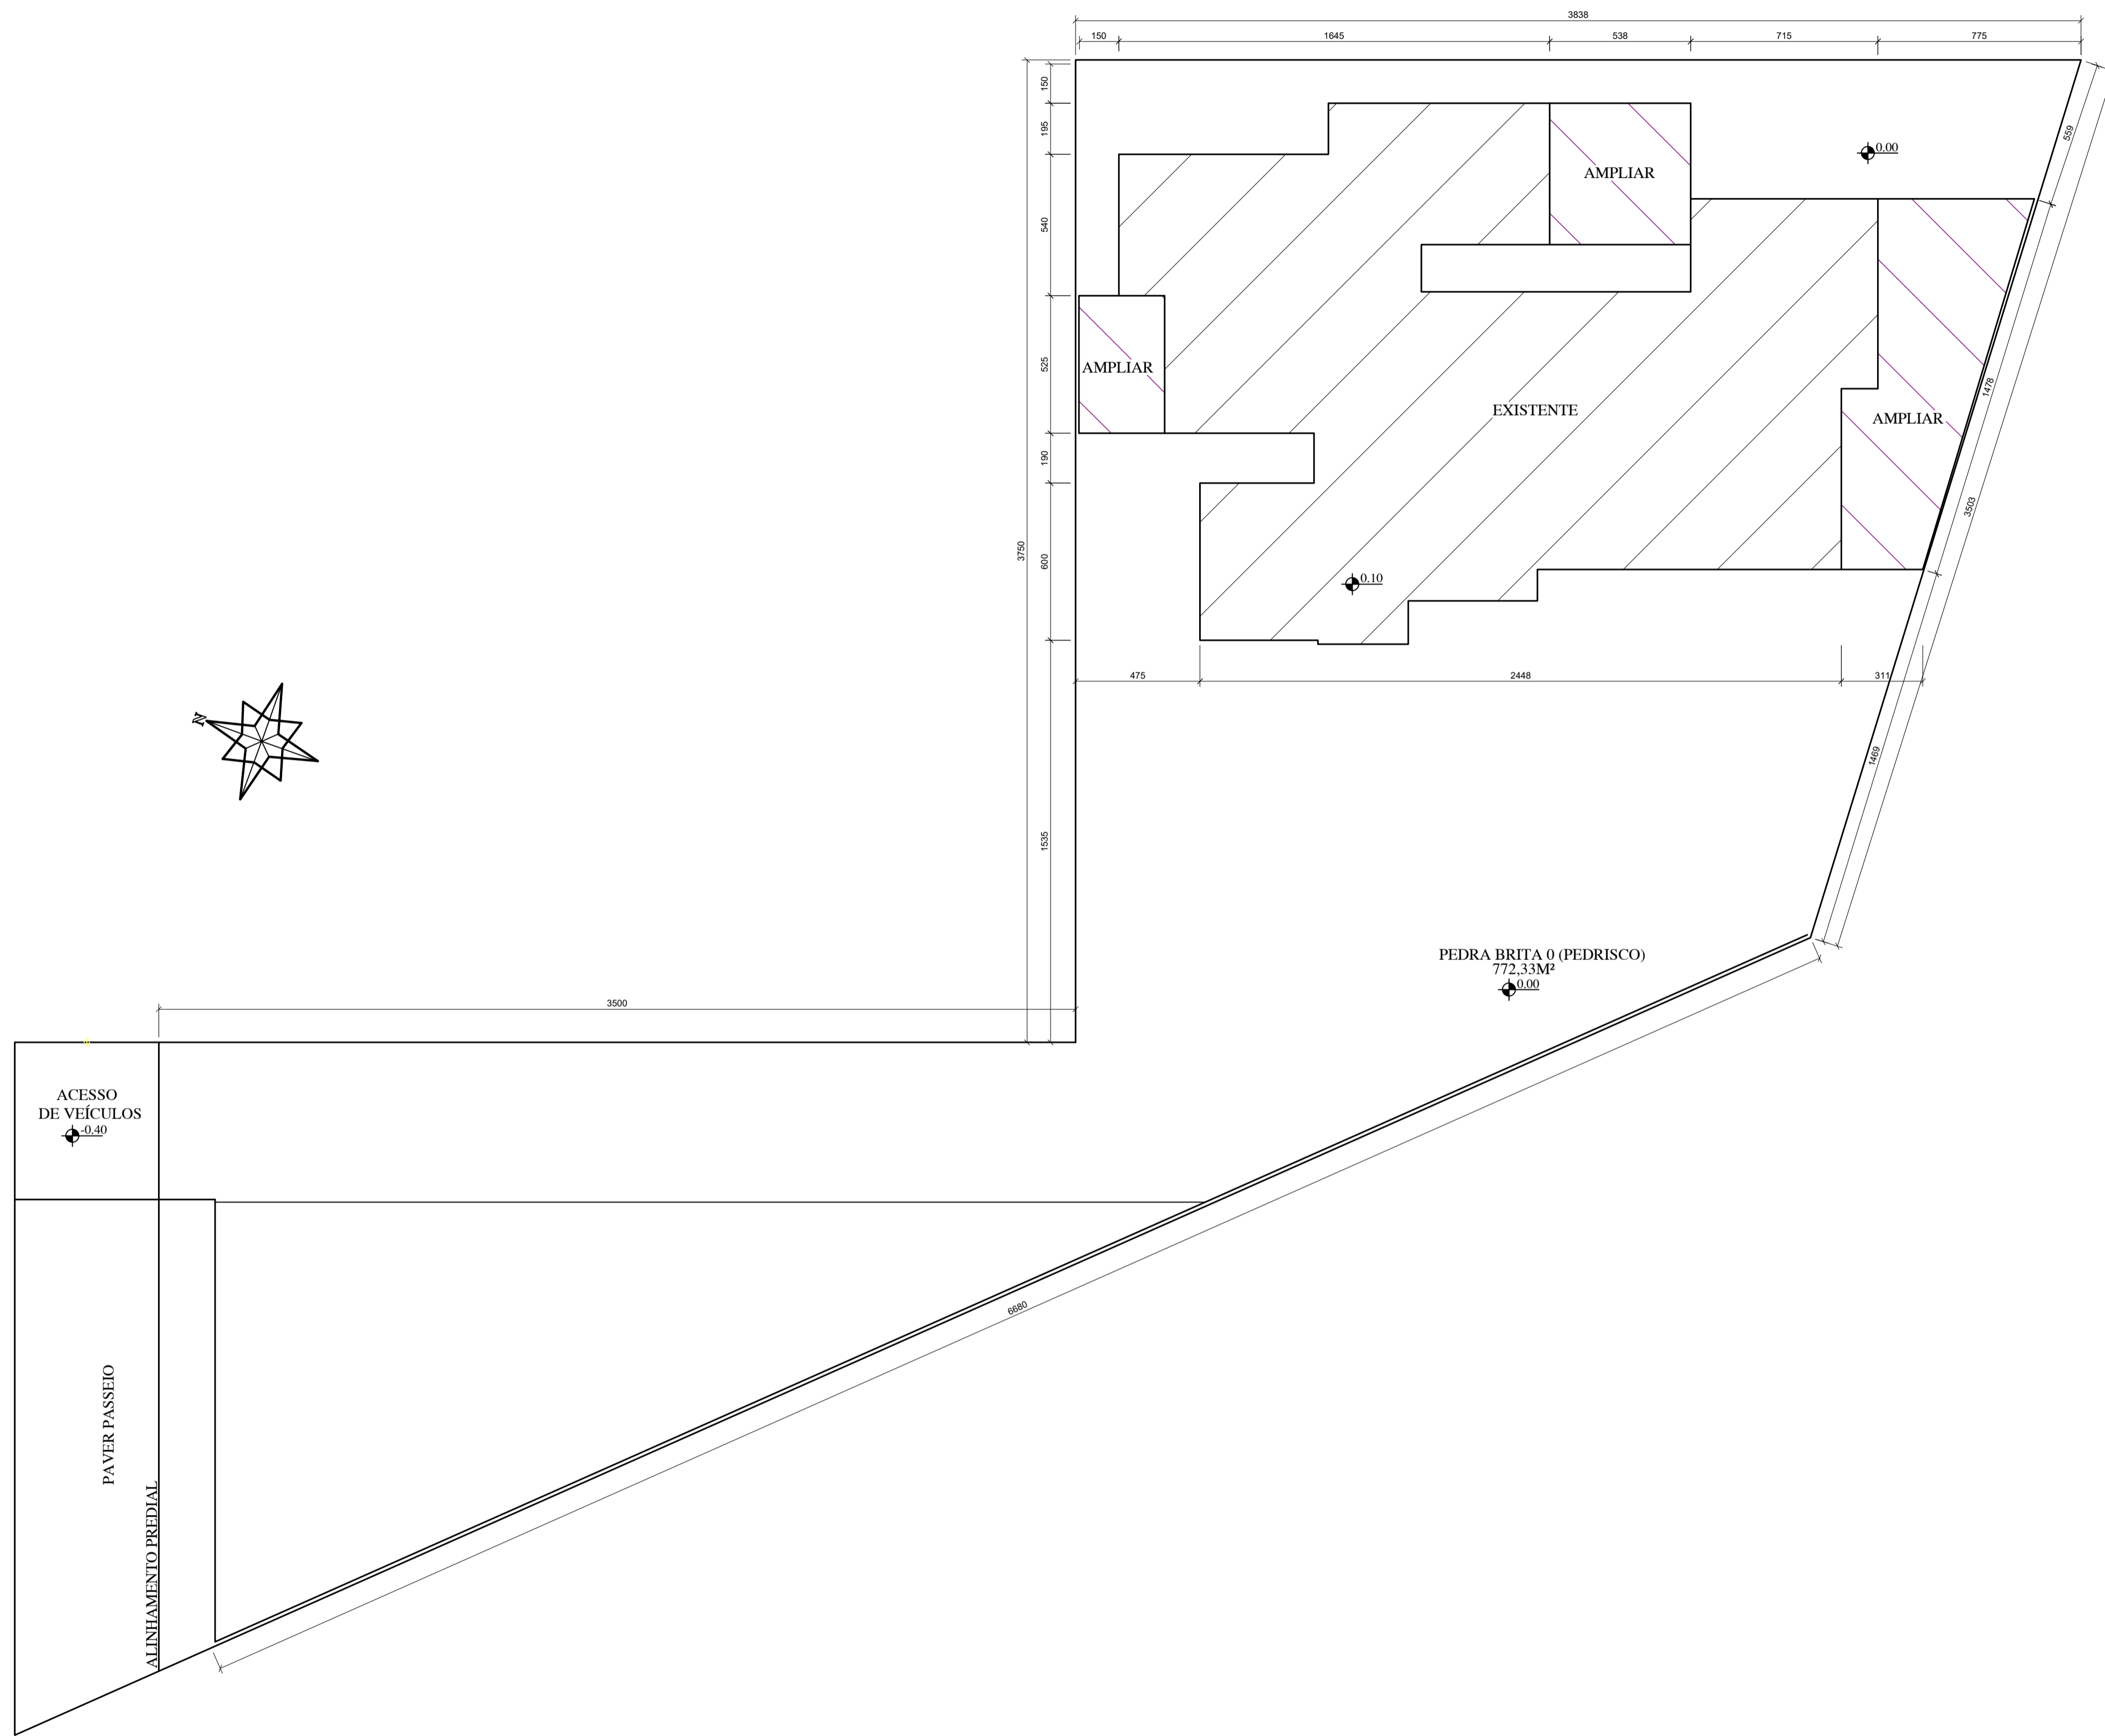 3838
150
1645
538
715
775
150
195
540
525
190
600
1535
3750
559
1478
3503
1469
AMPLIAR
0.00
AMPLIAR
EXISTENTE
AMPLIAR
0.10
475
2448
311
N
PEDRA BRITA 0 (PEDRISCO)
772,33M²
0.00
3500
ACESSO
DE VEÍCULOS
-0.40
6680
PAVER PASSEIO
ALINHAMENTO PREDIAL